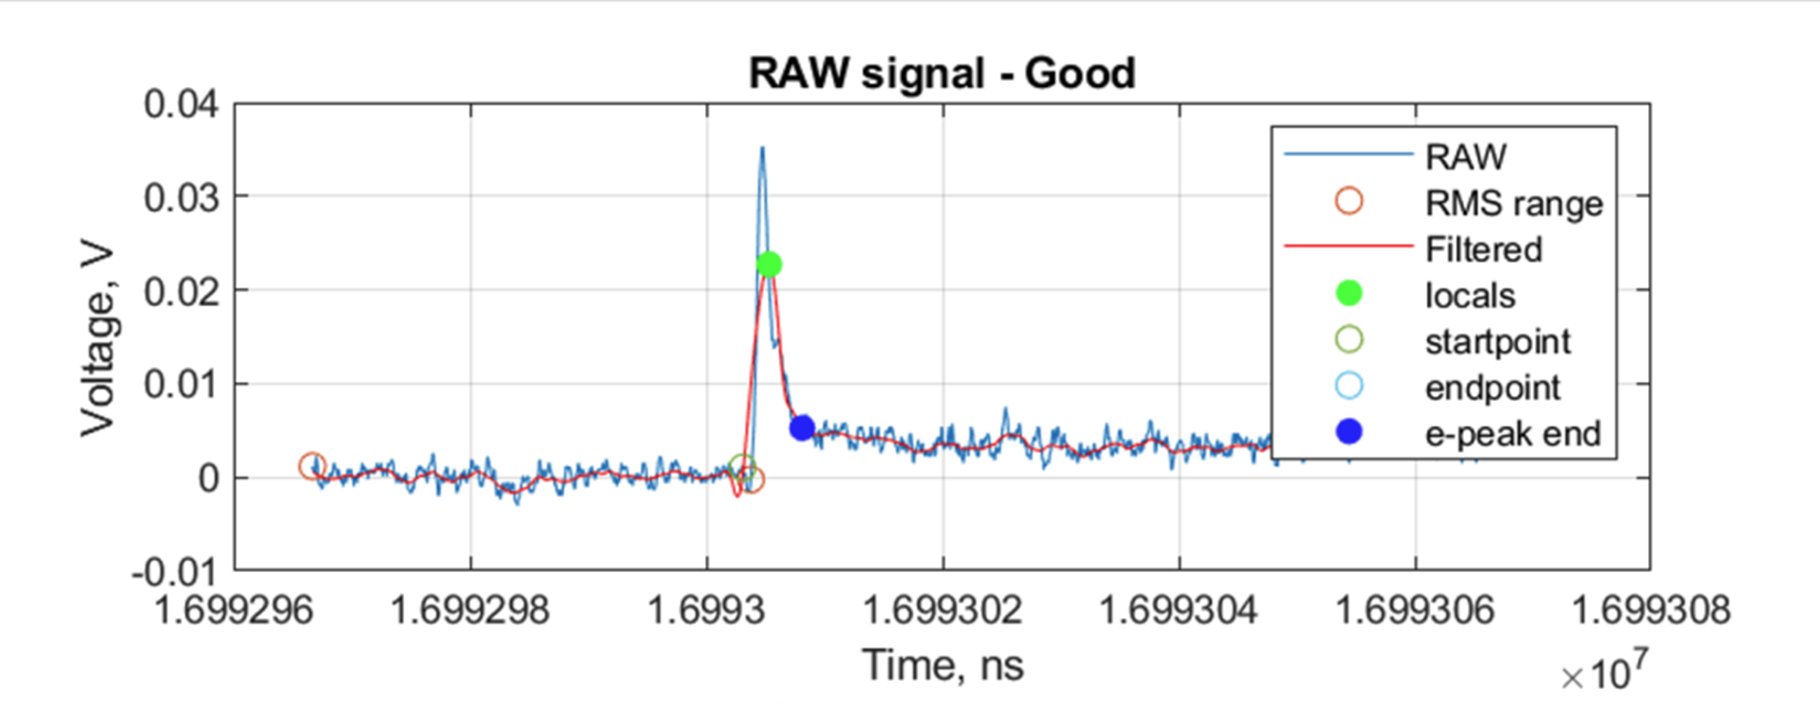 RAW signal - Good
0.04
0.03
0.02
0.01
0
-0.01
Voltage, V
1.699296 1.699298 1.6993 1.699302 1.699304 1.699306 1.699308
Time, ns
×10⁷
RAW
RMS range
Filtered
locals
startpoint
endpoint
e-peak end